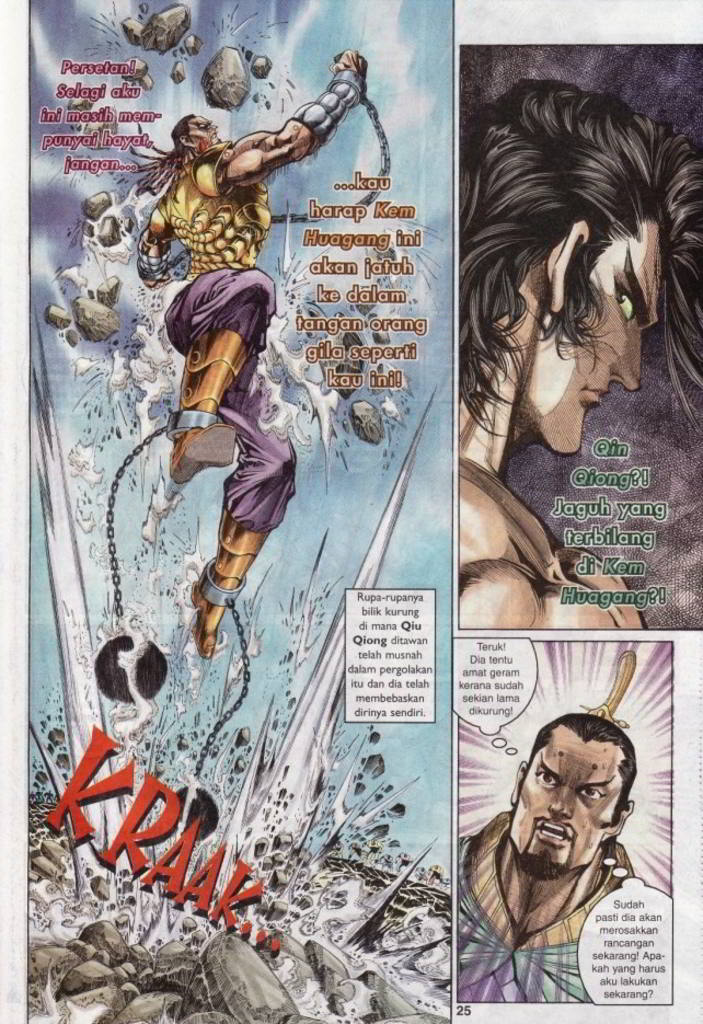 Persetan!
Selagi aku
ini masih mem-
punyai hayat,
jangan...
...kau
harap Kem
Huagang ini
akan jatuh
ke dalam
tangan orang
gila seperti
kau ini!
Rupa-rupanya
bilik kurung
di mana Qiu
Qiong ditawan
telah musnah
dalam pergolakan
itu dan dia telah
membebaskan
dirinya sendiri.
KRAAK...
Qin
Qiong?!
Jaguh yang
terbilang
di Kem
Huagang?!
Teruk!
Dia tentu
amat geram
kerana sudah
sekian lama
dikurung!
Sudah
pasti dia akan
merosakkan
rancangan
sekarang! Apa-
kah yang harus
aku lakukan
sekarang?
25